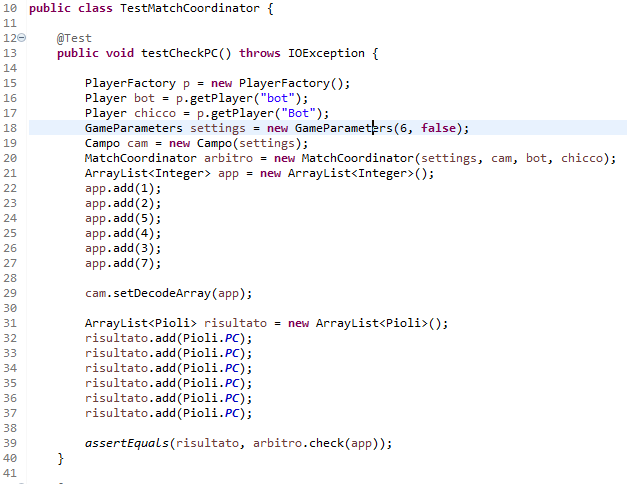 10 public class TestMatchCoordinator {
11
12 @Test
13 public void testCheckPC() throws IOException {
14
15 PlayerFactory p = new PlayerFactory();
16 Player bot = p.getPlayer("bot");
17 Player chicco = p.getPlayer("Bot");
18 GameParameters settings = new GameParameters(6, false);
19 Campo cam = new Campo(settings);
20 MatchCoordinator arbitro = new MatchCoordinator(settings, cam, bot, chicco);
21 ArrayList<Integer> app = new ArrayList<Integer>();
22 app.add(1);
23 app.add(2);
24 app.add(5);
25 app.add(4);
26 app.add(3);
27 app.add(7);
28
29 cam.setDecodeArray(app);
30
31 ArrayList<Pioli> risultato = new ArrayList<Pioli>();
32 risultato.add(Pioli.PC);
33 risultato.add(Pioli.PC);
34 risultato.add(Pioli.PC);
35 risultato.add(Pioli.PC);
36 risultato.add(Pioli.PC);
37 risultato.add(Pioli.PC);
38
39 assertEquals(risultato, arbitro.check(app));
40 }
41